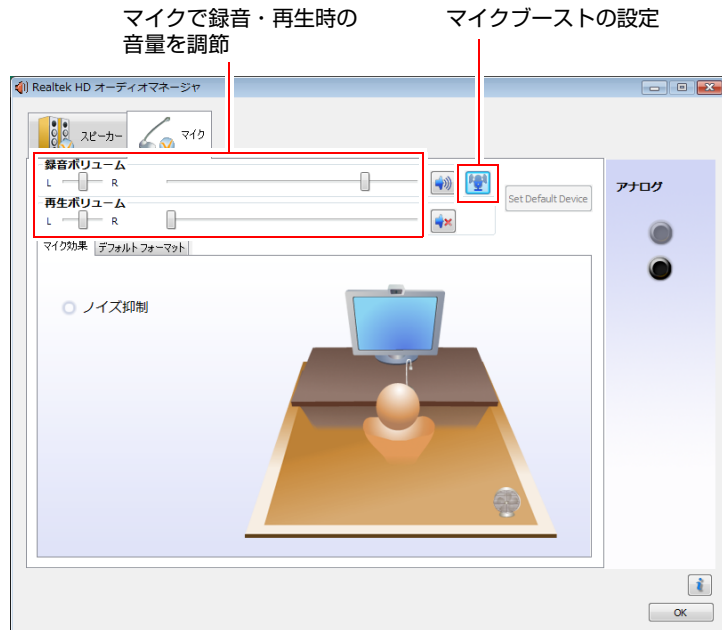 マイクで録音・再生時の
音量を調節
マイクブーストの設定
Realtek HD オーディオマネージャ
スピーカー
マイク
録音ボリューム
L R
再生ボリューム
L R
Set Default Device
アナログ
マイク効果 デフォルトフォーマット
ノイズ抑制
i
OK